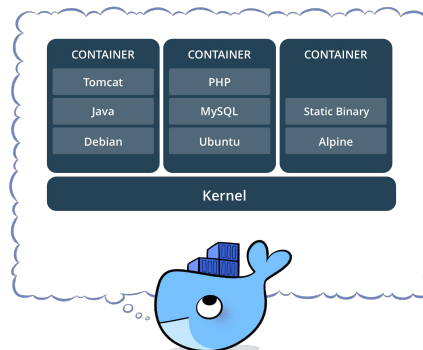 CONTAINER
Tomcat
Java
Debian
CONTAINER
PHP
MySQL
Ubuntu
CONTAINER
Static Binary
Alpine
Kernel